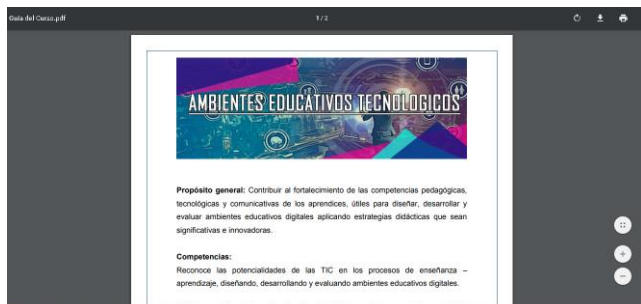 Guia del Curso.pdf
1 / 2
AMBIENTES EDUCATIVOS TECNOLOGICOS
Propósito general: Contribuir al fortalecimiento de las competencias pedagógicas,
tecnológicas y comunicativas de los aprendices, útiles para diseñar, desarrollar y
evaluar ambientes educativos digitales aplicando estrategias didácticas que sean
significativas e innovadoras.
Competencias:
Reconoce las potencialidades de las TIC en los procesos de enseñanza –
aprendizaje, diseñando, desarrollando y evaluando ambientes educativos digitales.